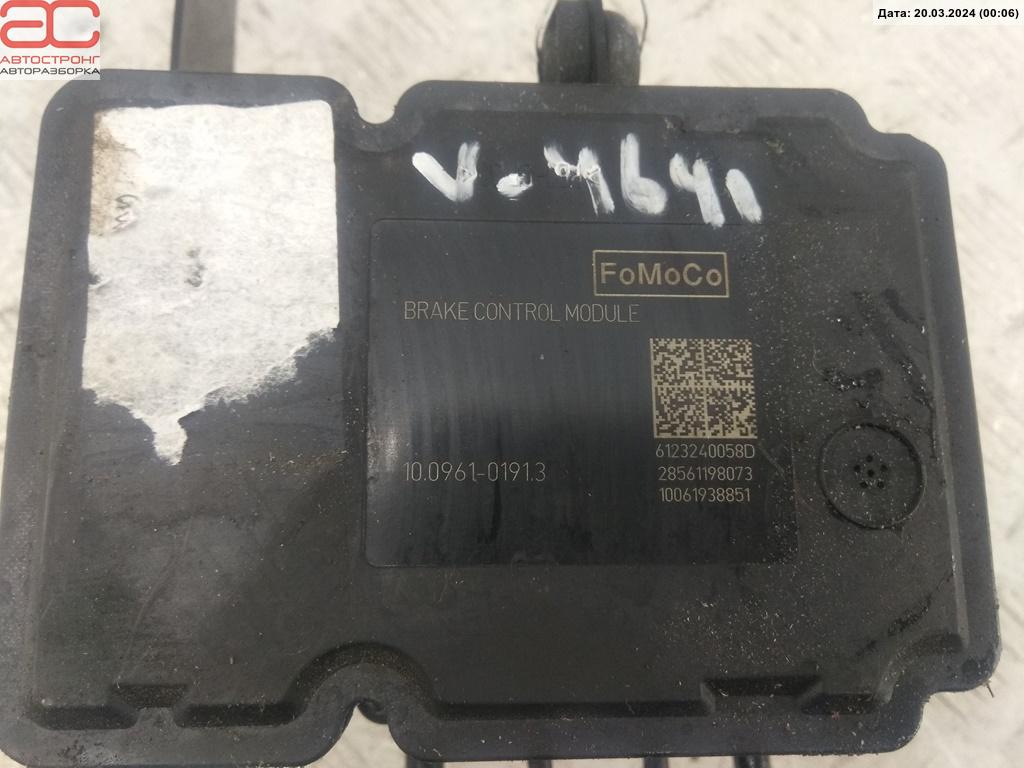 Дата: 20.03.2024 (00:06)
АС
АВТОСТРОНГ
АВТОРАЗБОРКА
FoMoCo
BRAKE CONTROL MODULE
6123240058D
10.0961-0191.3
28561198073
10061938851